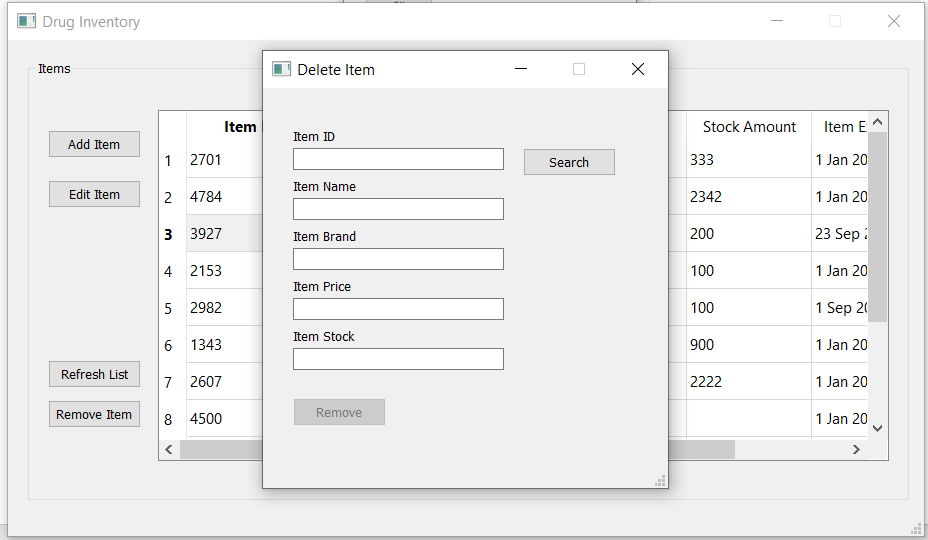 Drug Inventory
Items
Add Item
Edit Item
Refresh List
Remove Item
Item
Stock Amount
Item E
1 2701 333 1 Jan 20
2 4784 2342 1 Jan 20
3 3927 200 23 Sep
4 2153 100 1 Jan 20
5 2982 100 1 Sep 20
6 1343 900 1 Jan 20
7 2607 2222 1 Jan 20
8 4500 1 Jan 20
Delete Item
Item ID
Search
Item Name
Item Brand
Item Price
Item Stock
Remove